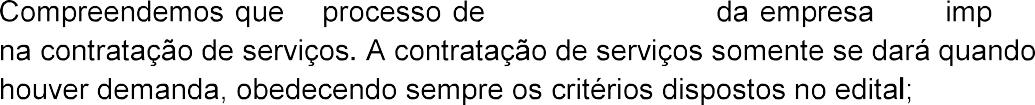 Compreendemos que processo de da empresa imp
na contratação de serviços. A contratação de serviços somente se dará quando
houver demanda, obedecendo sempre os critérios dispostos no edital;